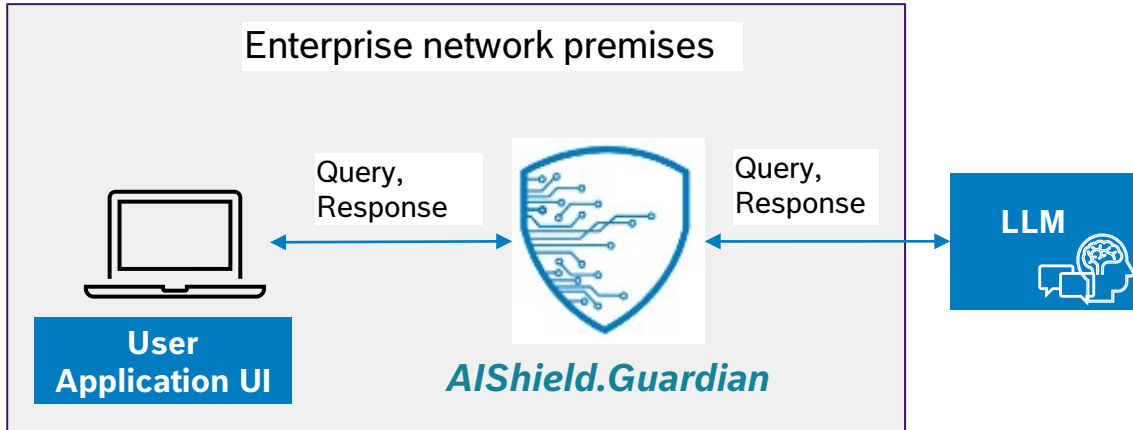 Enterprise network premises
Query,
Response
Query,
Response
LLM
User
Application UI
AIShield.Guardian